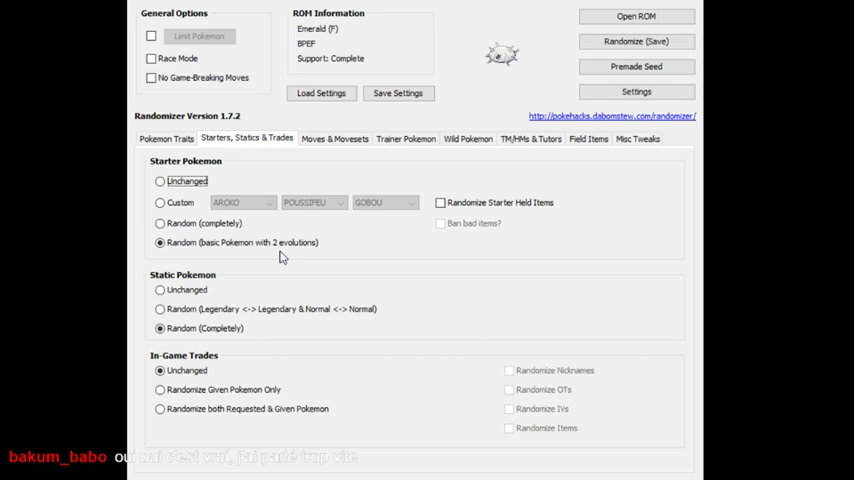 General Options
Limit Pokemon
Race Mode
No Game-Breaking Moves
ROM Information
Emerald (F)
BPEF
Support: Complete
Load Settings
Save Settings
Open ROM
Randomize (Save)
Premade Seed
Settings
Randomizer Version 1.7.2
http://pokehacks.dabomstew.com/randomizer/
Pokemon Traits
Starters, Statics & Trades
Moves & Movesets
Trainer Pokemon
Wild Pokemon
TM/HMs & Tutors
Field Items
Misc Tweaks
Starter Pokemon
Unchanged
Custom
ARCKO
POUSSIFEU
GOBOU
Randomize Starter Held Items
Random (completely)
Ban bad items?
Random (basic Pokemon with 2 evolutions)
Static Pokemon
Unchanged
Random (Legendary <-> Legendary & Normal <-> Normal)
Random (Completely)
In-Game Trades
Unchanged
Randomize Given Pokemon Only
Randomize both Requested & Given Pokemon
Randomize Nicknames
Randomize OTs
Randomize IVs
Randomize Items
bakum_babo oui oui c'est vrai, j'ai parlé trop vite